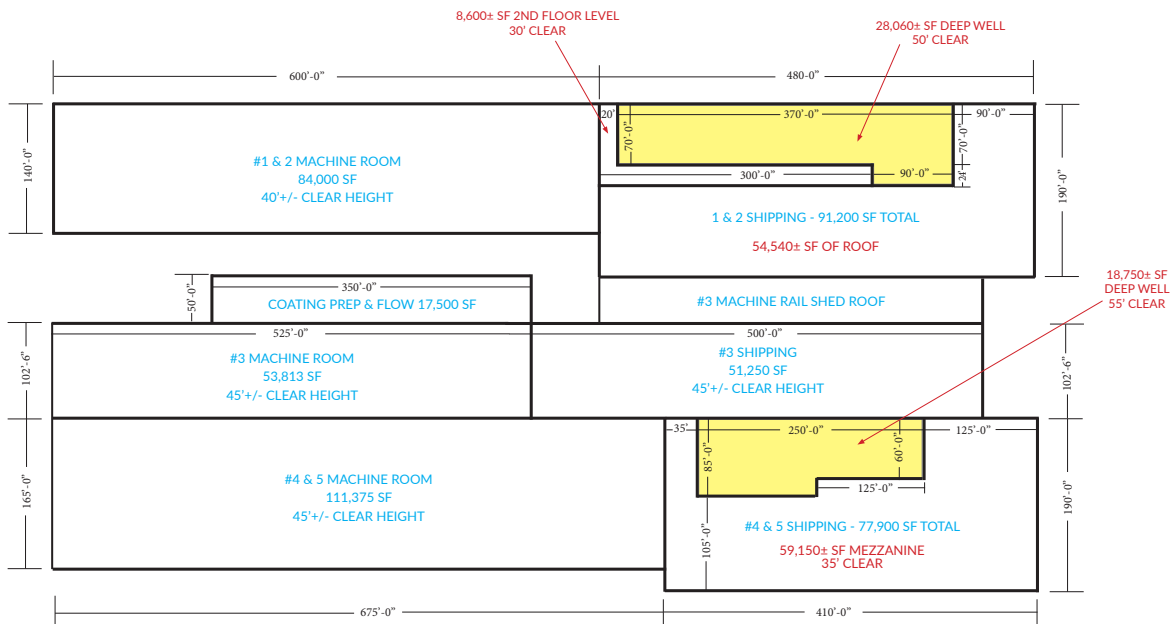 8,600± SF 2ND FLOOR LEVEL
30' CLEAR
28,060± SF DEEP WELL
50' CLEAR
600'-0"
480-0"
20'
370'-0"
90'-0"
140'-0"
70'-0"
70'-0"
190'-0"
#1 & 2 MACHINE ROOM
84,000 SF
40'+/- CLEAR HEIGHT
300'-0"
90'-0"
24'
1 & 2 SHIPPING - 91,200 SF TOTAL
54,540± SF OF ROOF
18,750± SF
DEEP WELL
55' CLEAR
50'-0"
350'-0"
COATING PREP & FLOW 17,500 SF
#3 MACHINE RAIL SHED ROOF
525'-0"
500'-0"
102'-6"
#3 MACHINE ROOM
53,813 SF
45'+/- CLEAR HEIGHT
#3 SHIPPING
51,250 SF
45'+/- CLEAR HEIGHT
102'-6"
35'
250'-0"
125'-0"
85'-0"
60'-0"
165'-0"
#4 & 5 MACHINE ROOM
111,375 SF
45'+/- CLEAR HEIGHT
125'-0"
190'-0"
105'-0"
#4 & 5 SHIPPING - 77,900 SF TOTAL
59,150± SF MEZZANINE
35' CLEAR
675'-0"
410'-0"